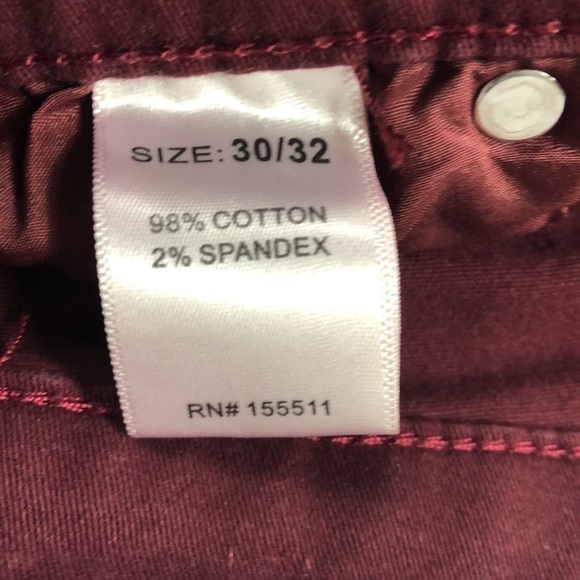 SIZE: 30/32
98% COTTON
2% SPANDEX
RN# 155511